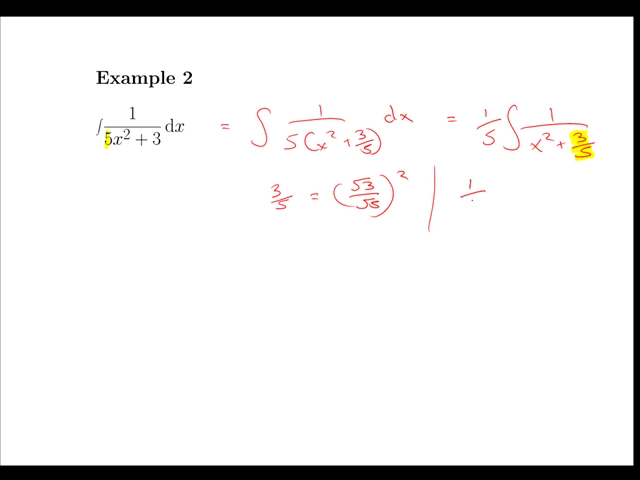 Example 2
∫ 1/(5x² + 3) dx = ∫ 1/(5(x² + 3/5)) dx = 1/5 ∫ 1/(x² + 3/5)
3/5 = (√3/√5)² | 1/